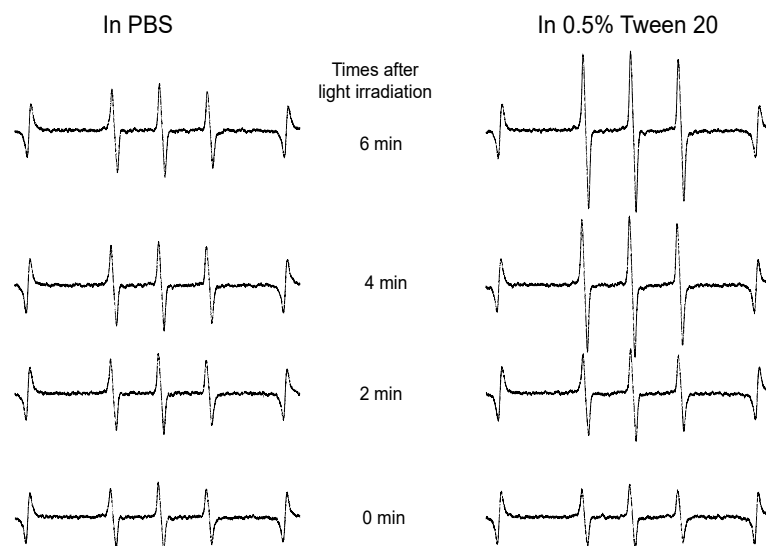 In PBS
In 0.5% Tween 20
Times after
light irradiation
6 min
4 min
2 min
0 min